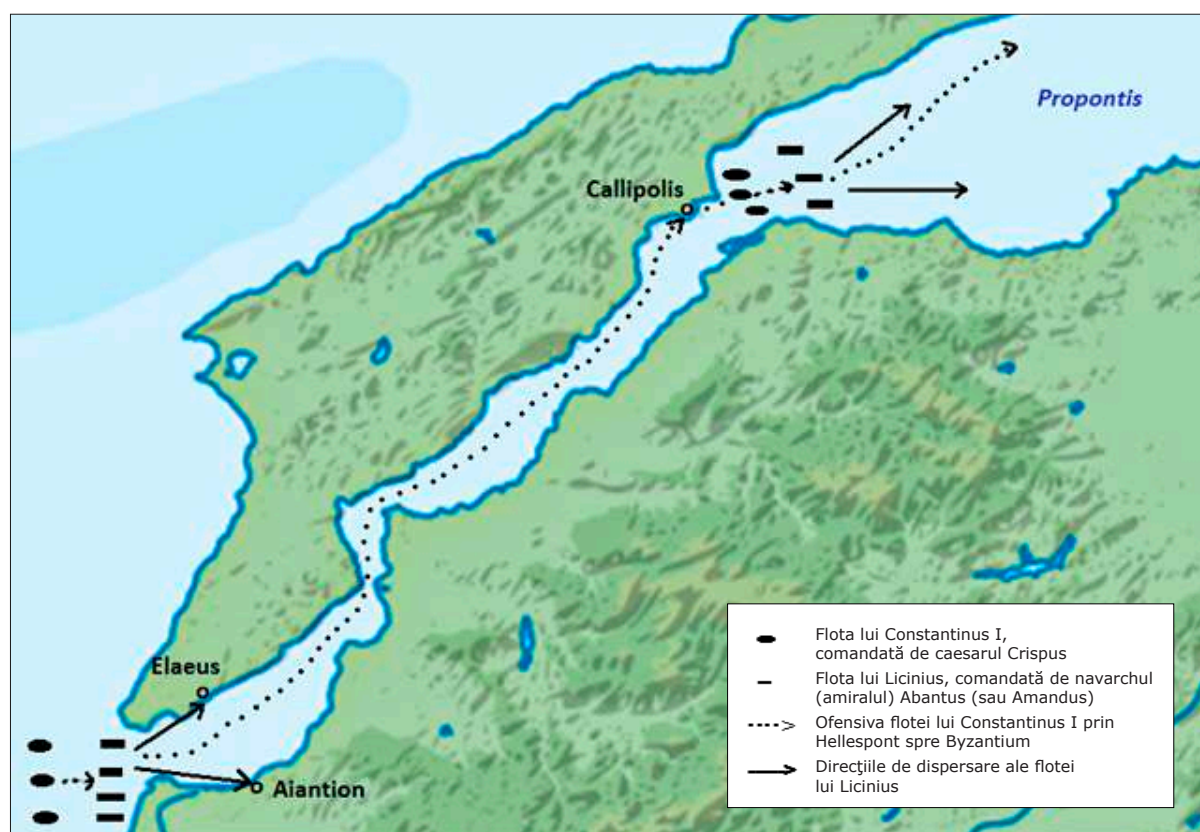 Propontis
Callipolis
Elaeus
Aiantion
Flota lui Constantinus I,
comandată de caesarul Crispus
Flota lui Licinius, comandată de navarchul
(amiralul) Abantus (sau Amandus)
Ofensiva flotei lui Constantinus I prin
Hellespont spre Byzantium
Direcţiile de dispersare ale flotei
lui Licinius